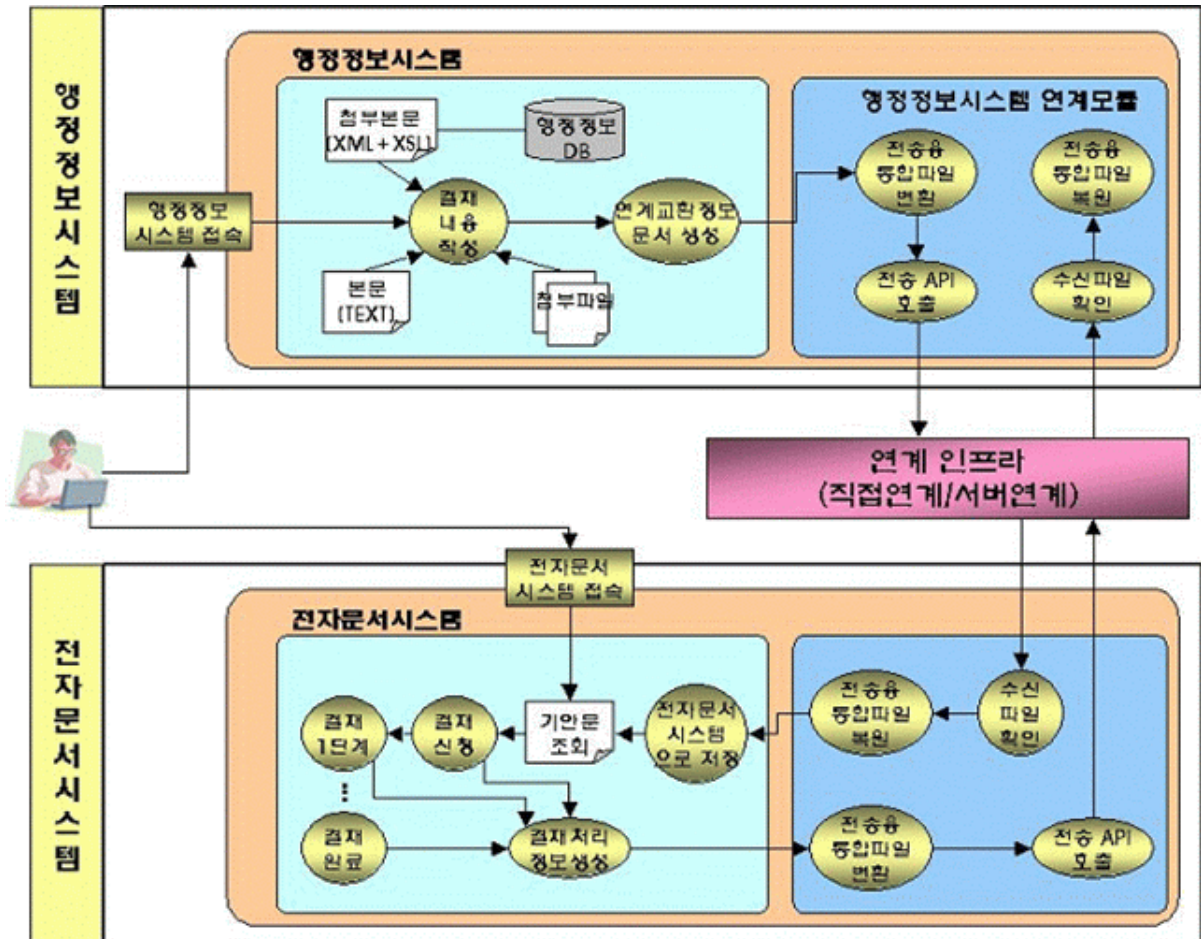 행정정보시스템
행정정보시스템
행정정보시스템 연계모듈
첨부본문
(XML+XSL)
행정정보
DB
전송용
통합파일
변환
전송용
통합파일
복원
행정정보
시스템 접속
결재
내용
작성
연계교환정보
문서 생성
본문
(TEXT)
첨부파일
전송 API
호출
수신파일
확인
연계 인프라
(직접연계/서버연계)
전자문서시스템
전자문서
시스템 접속
전자문서시스템
결재
1단계
결재
신청
기안문
조회
전자문서
시스템
으로 저장
전송용
통합파일
복원
수신
파일
확인
결재
완료
결재처리
정보생성
전송용
통합파일
변환
전송 API
호출